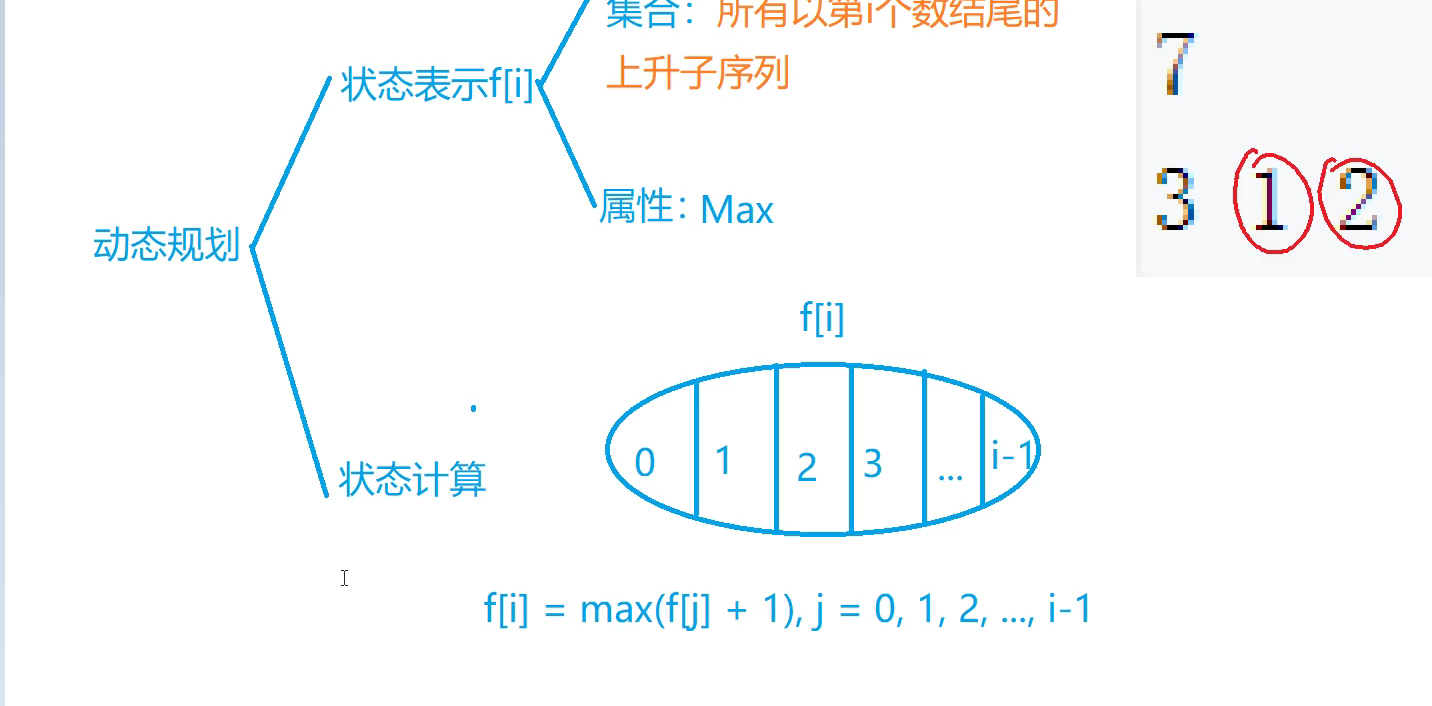 集合：所有以第i个数结尾的
上升子序列
状态表示f[i]
属性：Max
动态规划
7
3 1 2
f[i]
0 1 2 3 ... i-1
状态计算
f[i] = max(f[j] + 1), j = 0, 1, 2, ..., i-1